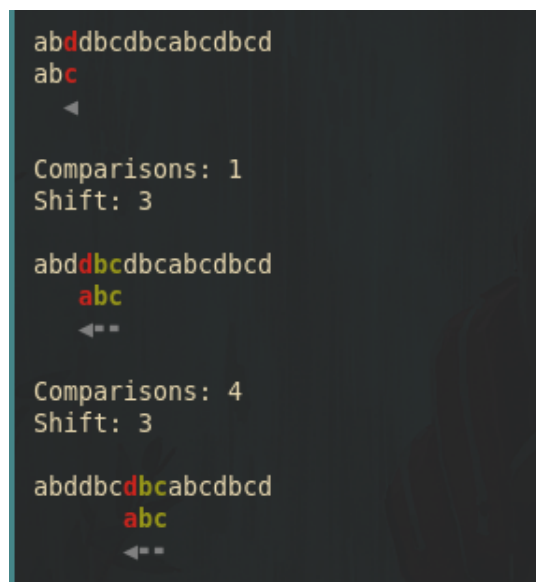 abddbcdbcabcdbcd
abc
◀
Comparisons: 1
Shift: 3
abddbcdbcabcdbcd
abc
◀--
Comparisons: 4
Shift: 3
abddbcdbcabcdbcd
abc
◀--